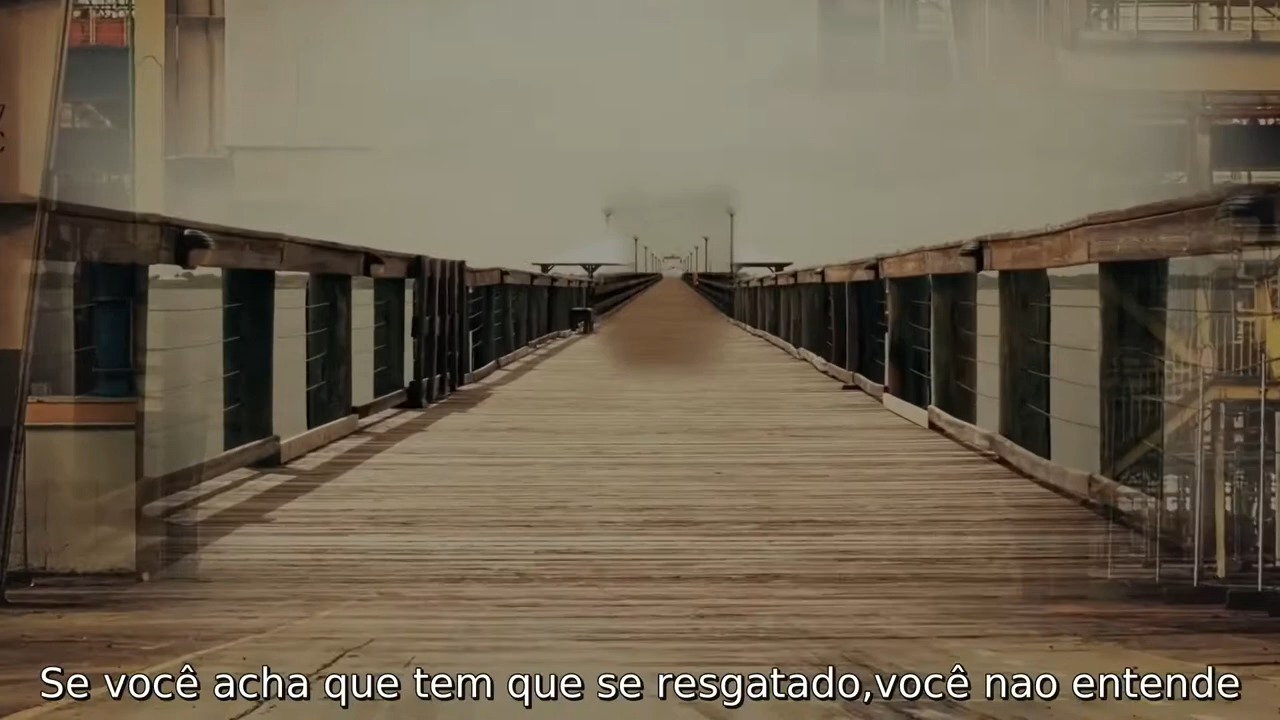 Se você acha que tem que se resgatado,você nao entende